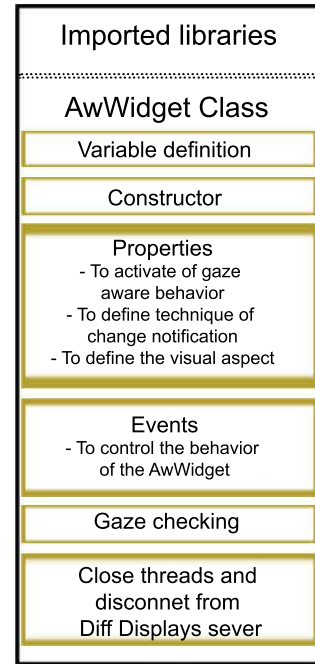 Imported libraries
AwWidget Class
Variable definition
Constructor
Properties
- To activate of gaze
aware behavior
- To define technique of
change notification
- To define the visual aspect
Events
- To control the behavior
of the AwWidget
Gaze checking
Close threads and
disconnet from
Diff Displays sever